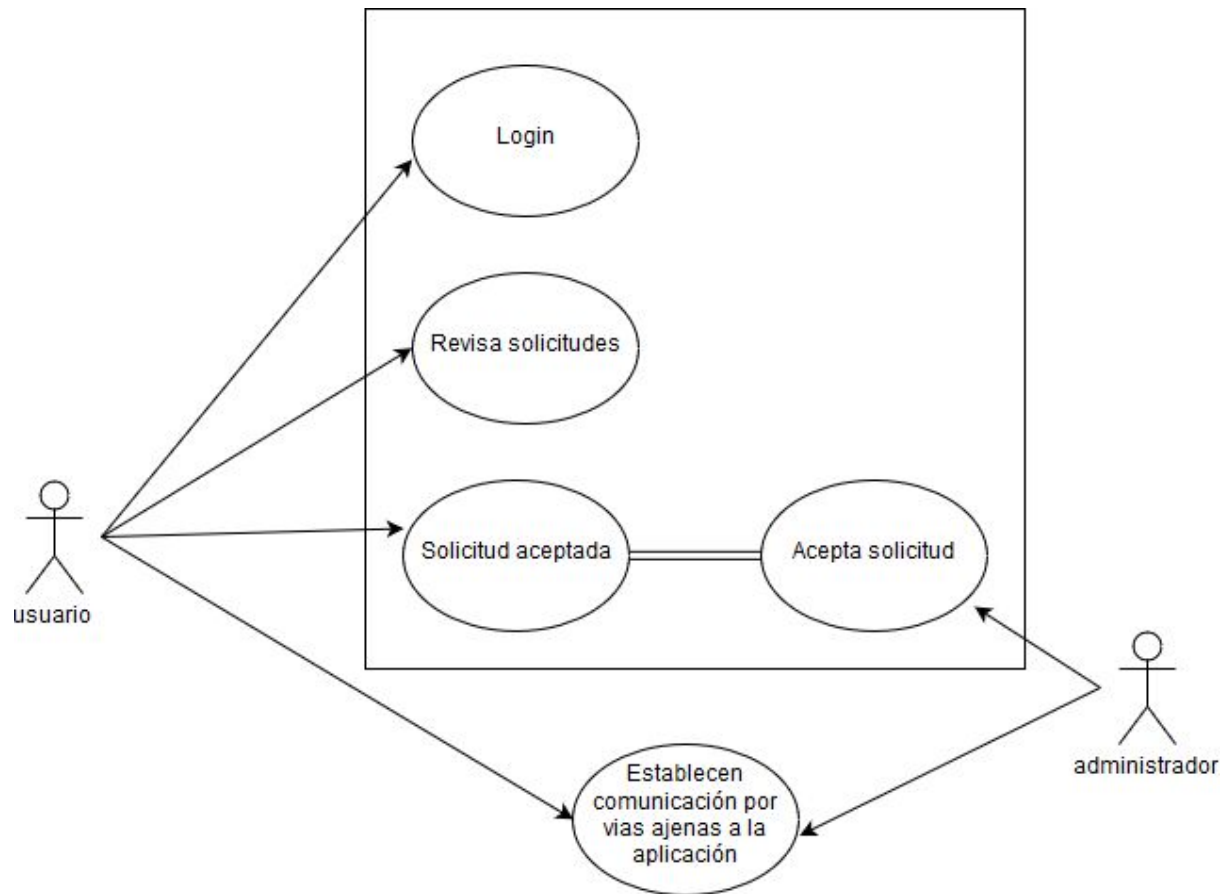 Login
Revisa solicitudes
Solicitud aceptada
Acepta solicitud
usuario
administrador
Establecen
comunicación por
vias ajenas a la
aplicación